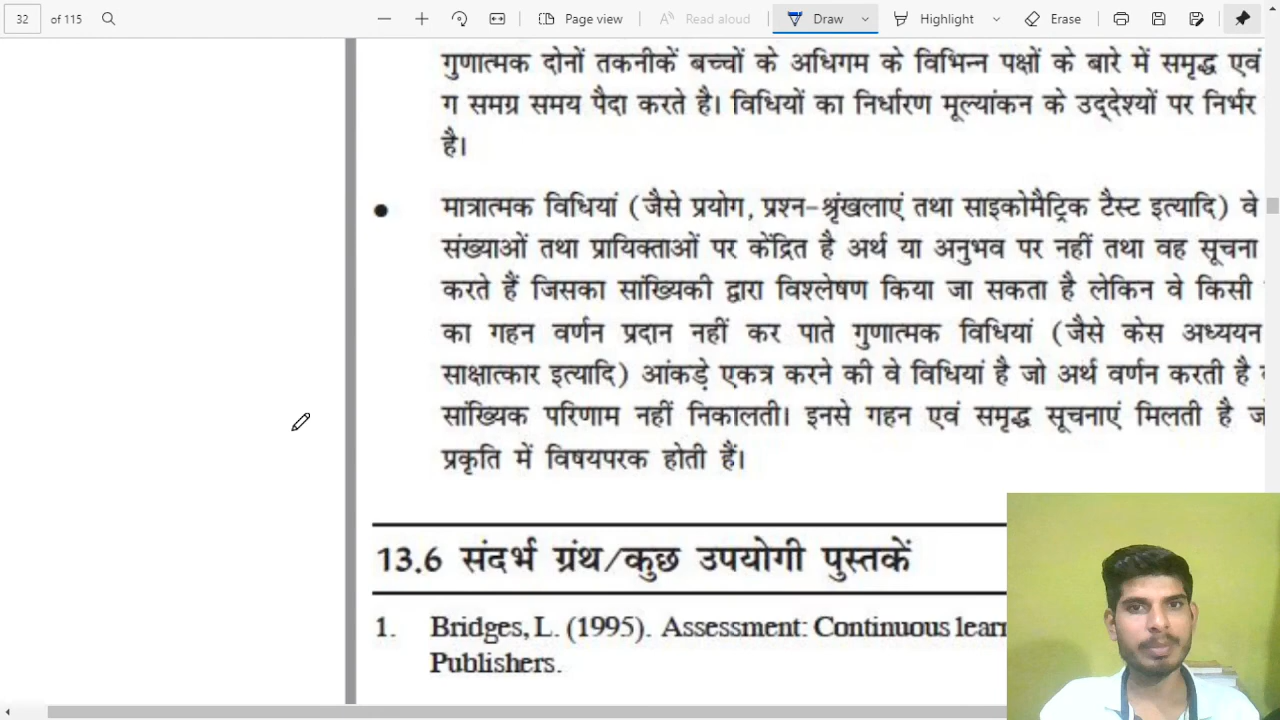 32 of 115 Page view Read aloud Draw Highlight Erase
गुणात्मक दोनों तकनीकें बच्चों के अधिगम के विभिन्न पक्षों के बारे में समृद्ध एवं
ग समग्र समय पैदा करते है। विधियों का निर्धारण मूल्यांकन के उद्देश्यों पर निर्भर
है।
● मात्रात्मक विधियां (जैसे प्रयोग, प्रश्न-श्रृंखलाएं तथा साइकोमैट्रिक टैस्ट इत्यादि) वे
संख्याओं तथा प्रायिक्ताओं पर केंद्रित है अर्थ या अनुभव पर नहीं तथा वह सूचना
करते हैं जिसका सांख्यिकी द्वारा विश्लेषण किया जा सकता है लेकिन वे किसी
का गहन वर्णन प्रदान नहीं कर पाते गुणात्मक विधियां (जैसे केस अध्ययन
साक्षात्कार इत्यादि) आंकड़े एकत्र करने की वे विधियां है जो अर्थ वर्णन करती है
सांख्यिक परिणाम नहीं निकालती। इनसे गहन एवं समृद्ध सूचनाएं मिलती है
प्रकृति में विषयपरक होती हैं।
13.6 संदर्भ ग्रंथ/कुछ उपयोगी पुस्तकें
1. Bridges, L. (1995). Assessment: Continuous learn
Publishers.